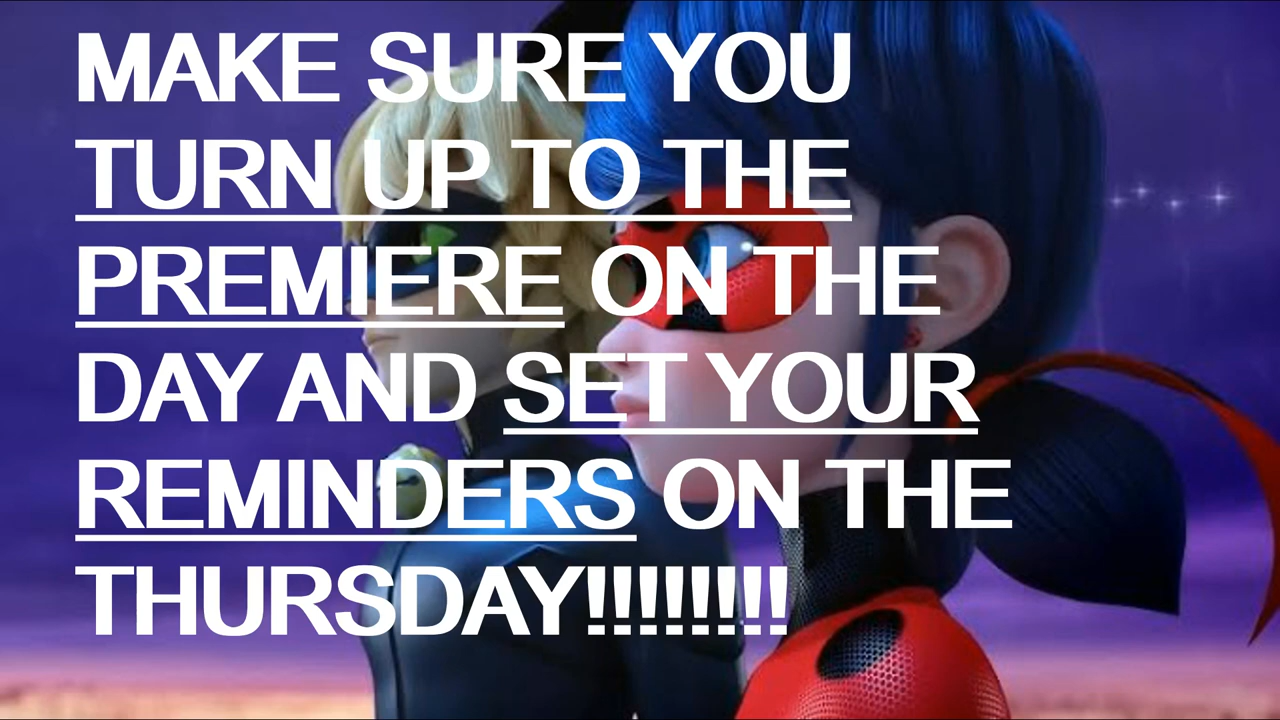 MAKE SURE YOU
TURN UP TO THE
PREMIERE ON THE
DAY AND SET YOUR
REMINDERS ON THE
THURSDAY!!!!!!!!